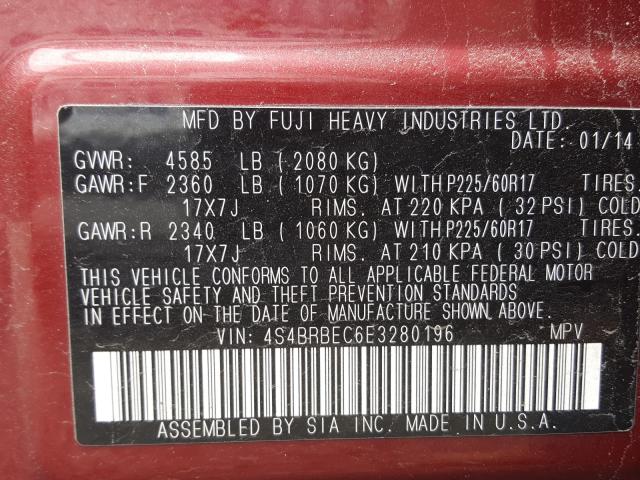 MFD BY FUJI HEAVY INDUSTRIES LTD.
DATE: 01/14
GVWR: 4585 LB (2080 KG)
GAWR:F 2360 LB (1070 KG) WITHP225/60R17 TIRES.
17X7J RIMS. AT 220 KPA (32 PSI) COLD
GAWR:R 2340 LB (1060 KG) WITHP225/60R17 TIRES.
17X7J RIMS. AT 210 KPA (30 PSI) COLD
THIS VEHICLE CONFORMS TO ALL APPLICABLE FEDERAL MOTOR
VEHICLE SAFETY AND THEFT PREVENTION STANDARDS
IN EFFECT ON THE DATE OF MANUFACTURE SHOWN ABOVE.
VIN: 4S4BRBEC6E3280196 MPV
ASSEMBLED BY SIA INC. MADE IN U.S.A.